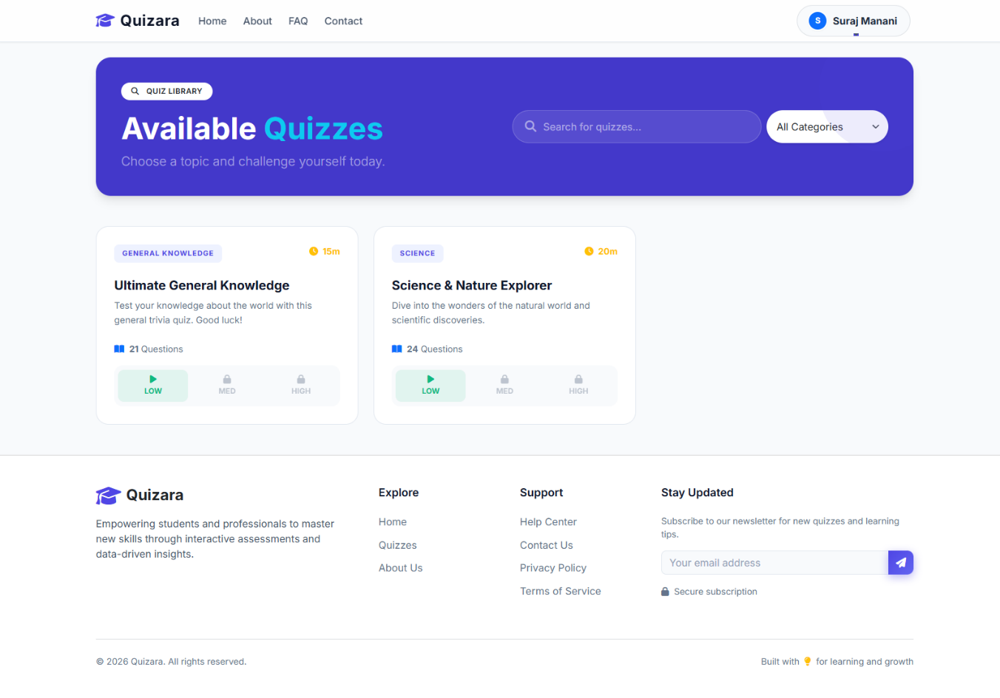 Quizara
Home
About
FAQ
Contact
S
Suraj Manani
QUIZ LIBRARY
Available Quizzes
Choose a topic and challenge yourself today.
Search for quizzes...
All Categories
GENERAL KNOWLEDGE
15m
Ultimate General Knowledge
Test your knowledge about the world with this
general trivia quiz. Good luck!
21 Questions
LOW
MED
HIGH
SCIENCE
20m
Science & Nature Explorer
Dive into the wonders of the natural world and
scientific discoveries.
24 Questions
LOW
MED
HIGH
Quizara
Empowering students and professionals to master
new skills through interactive assessments and
data-driven insights.
Explore
Home
Quizzes
About Us
Support
Help Center
Contact Us
Privacy Policy
Terms of Service
Stay Updated
Subscribe to our newsletter for new quizzes and learning
tips.
Your email address
Secure subscription
© 2026 Quizara. All rights reserved.
Built with 💡 for learning and growth